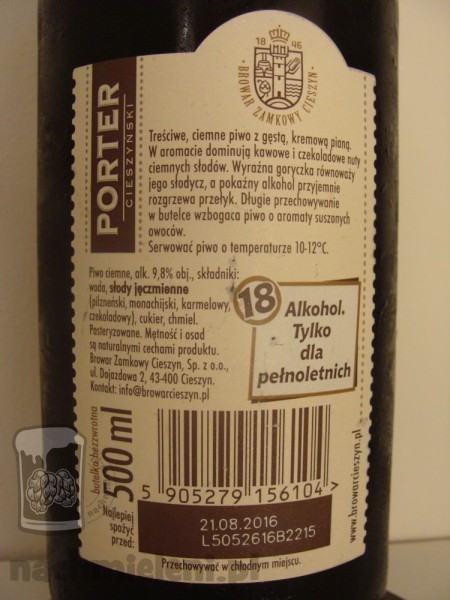 18 46
BROWAR ZAMKOWY CIESZYN
PORTER
CIESZYŃSKI
Treściwe, ciemne piwo z gęstą, kremową pianą.
W aromacie dominują kawowe i czekoladowe nuty
ciemnych słodów. Wyraźna goryczka równoważy
jego słodycz, a pokaźny alkohol przyjemnie
rozgrzewa przełyk. Długie przechowywanie
w butelce wzbogaca piwo o aromaty suszonych
owoców.
Serwować piwo o temperaturze 10-12°C.
Piwo ciemne, alk. 9,8% obj., składniki:
woda, słody jęczmienne
(pilzneński, monachijski, karmelowy,
czekoladowy), cukier, chmiel.
Pasteryzowane. Mętność i osad
są naturalnymi cechami produktu.
Browar Zamkowy Cieszyn, Sp. z o.o.,
ul. Dojazdowa 2, 43-400 Cieszyn.
Kontakt: info@browarcieszyn.pl
18
Alkohol.
Tylko
dla
pełnoletnich
butelka bezzwrotna
500 ml
5 905279 156104 >
Najlepiej
spożyć
przed:
21.08.2016
L5052616B2215
Przechowywać w chłodnym miejscu.
www.browarcieszyn.pl
nachmieleni.pl